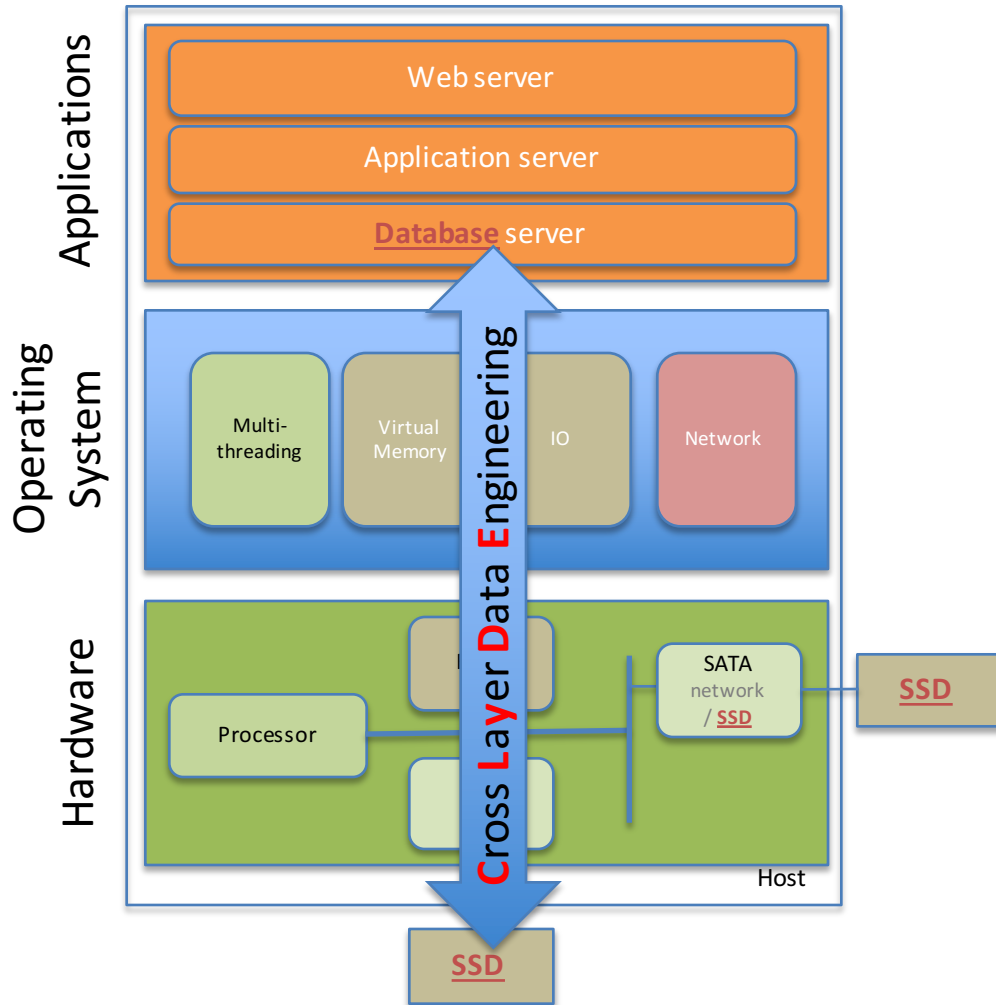 Applications
Web server
Application server
Database server
Operating
System
Multi-
threading
Virtual
Memory
IO
Network
Cross LayEr Data Engineering
Hardware
Processor
SATA
network
/ SSD
SSD
Host
SSD